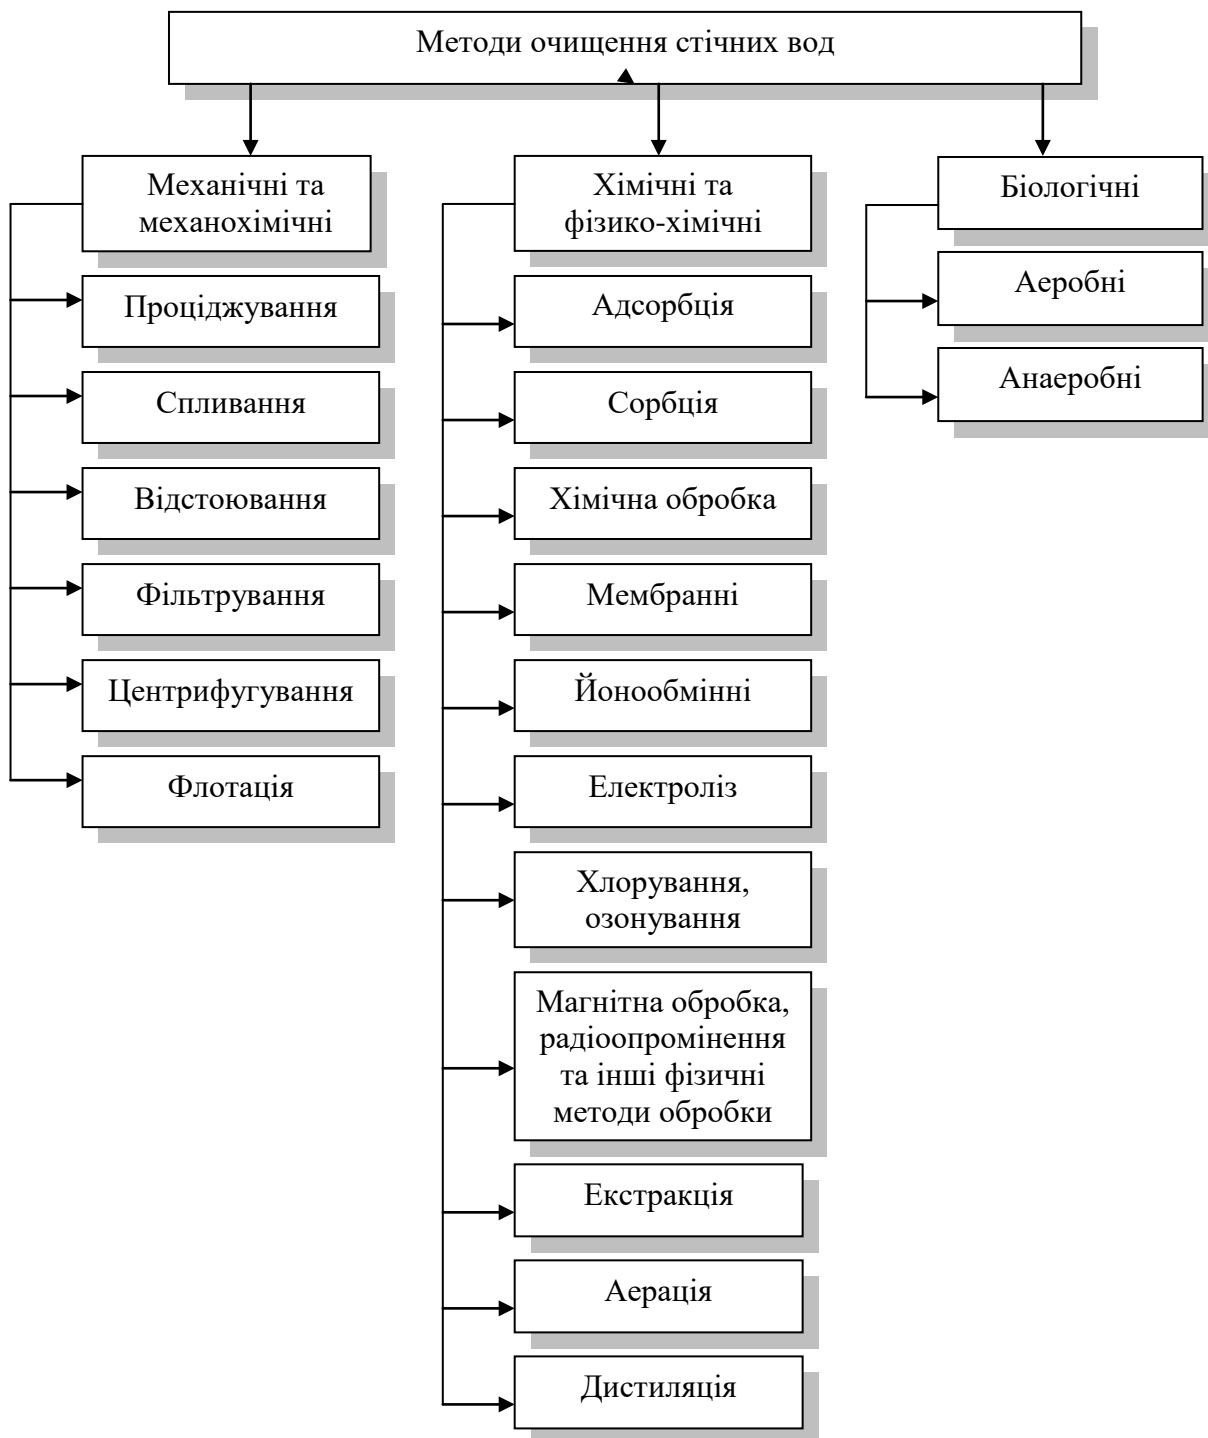 Методи очищення стічних вод
Механічні та
механохімічні
Проціджування
Спливання
Відстоювання
Фільтрування
Центрифугування
Флотація
Хімічні та
фізико-хімічні
Адсорбція
Сорбція
Хімічна обробка
Мембранні
Йонообмінні
Електроліз
Хлорування,
озонування
Магнітна обробка,
радіоопромінення
та інші фізичні
методи обробки
Екстракція
Аерація
Дистиляція
Біологічні
Аеробні
Анаеробні